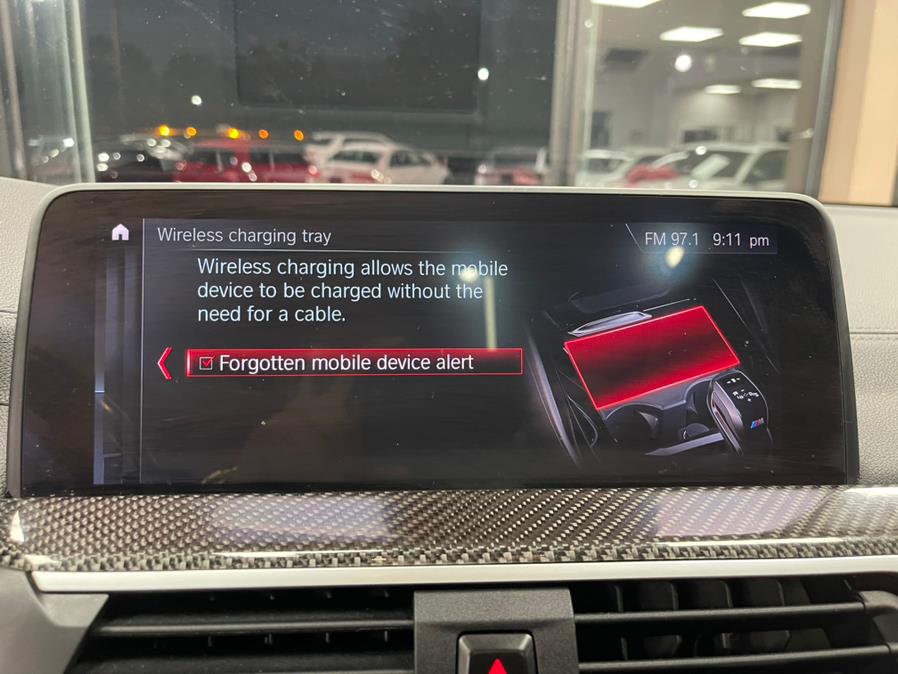 Wireless charging tray
FM 97.1 9:11 pm
Wireless charging allows the mobile
device to be charged without the
need for a cable.
Forgotten mobile device alert
M